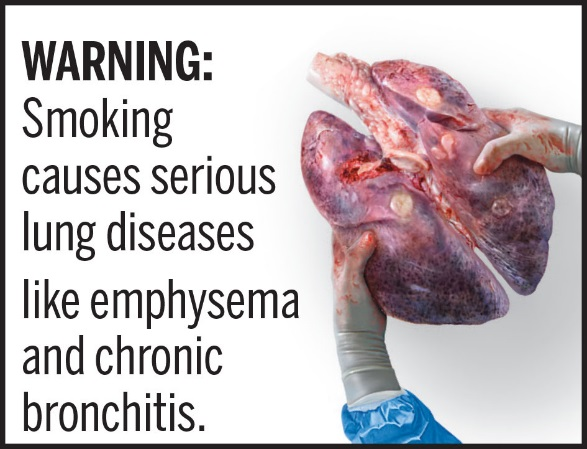 WARNING:
Smoking
causes serious
lung diseases
like emphysema
and chronic
bronchitis.